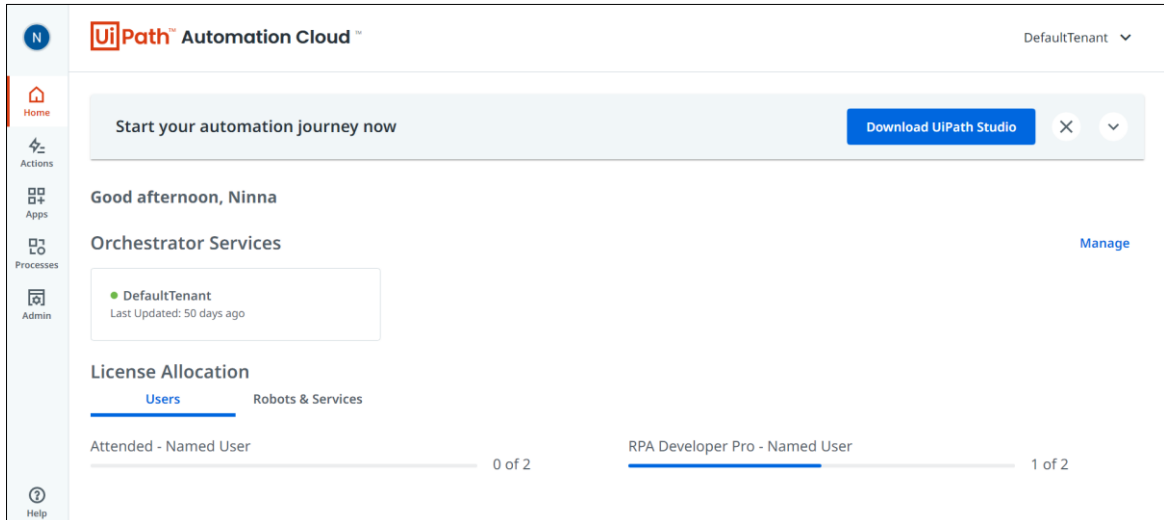 N
UiPath™ Automation Cloud ™
DefaultTenant
Home
Actions
Apps
Processes
Admin
Help
Start your automation journey now
Download UiPath Studio
Good afternoon, Ninna
Orchestrator Services
Manage
DefaultTenant
Last Updated: 50 days ago
License Allocation
Users Robots & Services
Attended - Named User
0 of 2
RPA Developer Pro - Named User
1 of 2